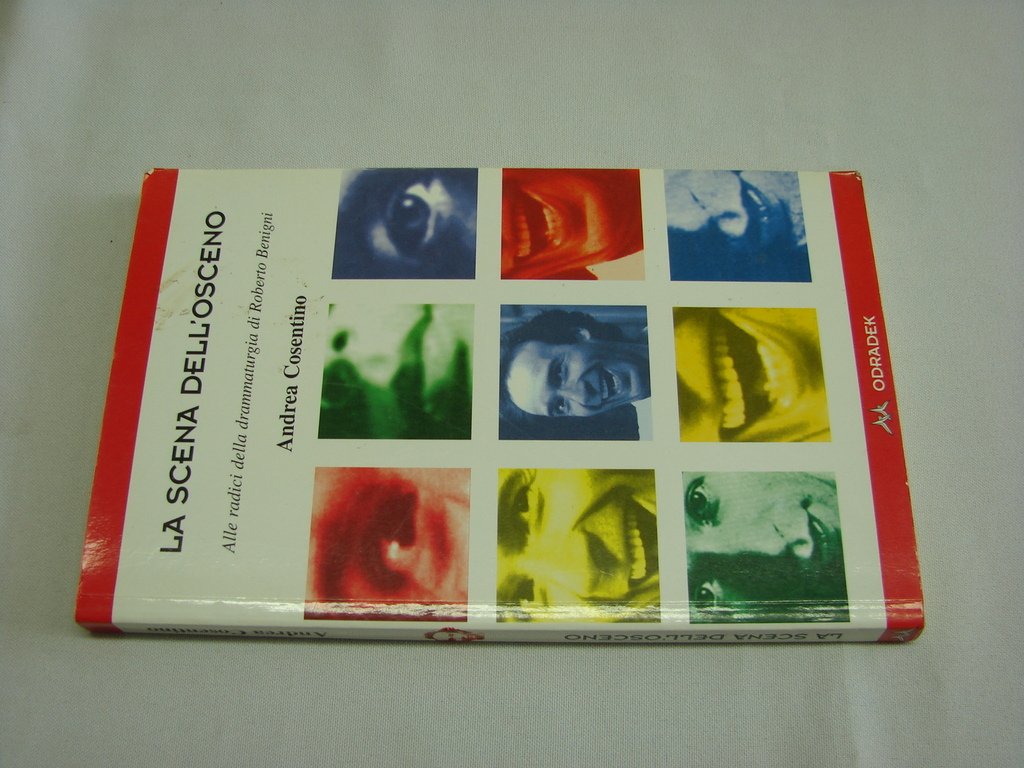 LA SCENA DELL'OSCENO
Alle radici della drammaturgia di Roberto Benigni
Andrea Cosentino
ODRADEK
Andrea Cosentino
LA SCENA DELL'OSCENO